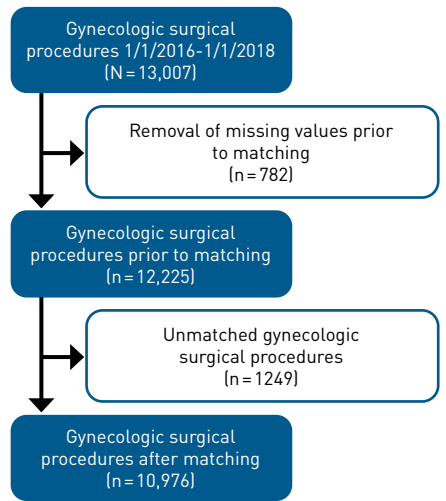 Gynecologic surgical
procedures 1/1/2016-1/1/2018
(N = 13,007)
Removal of missing values prior
to matching
(n = 782)
Gynecologic surgical
procedures prior to matching
(n = 12,225)
Unmatched gynecologic
surgical procedures
(n = 1249)
Gynecologic surgical
procedures after matching
(n = 10,976)